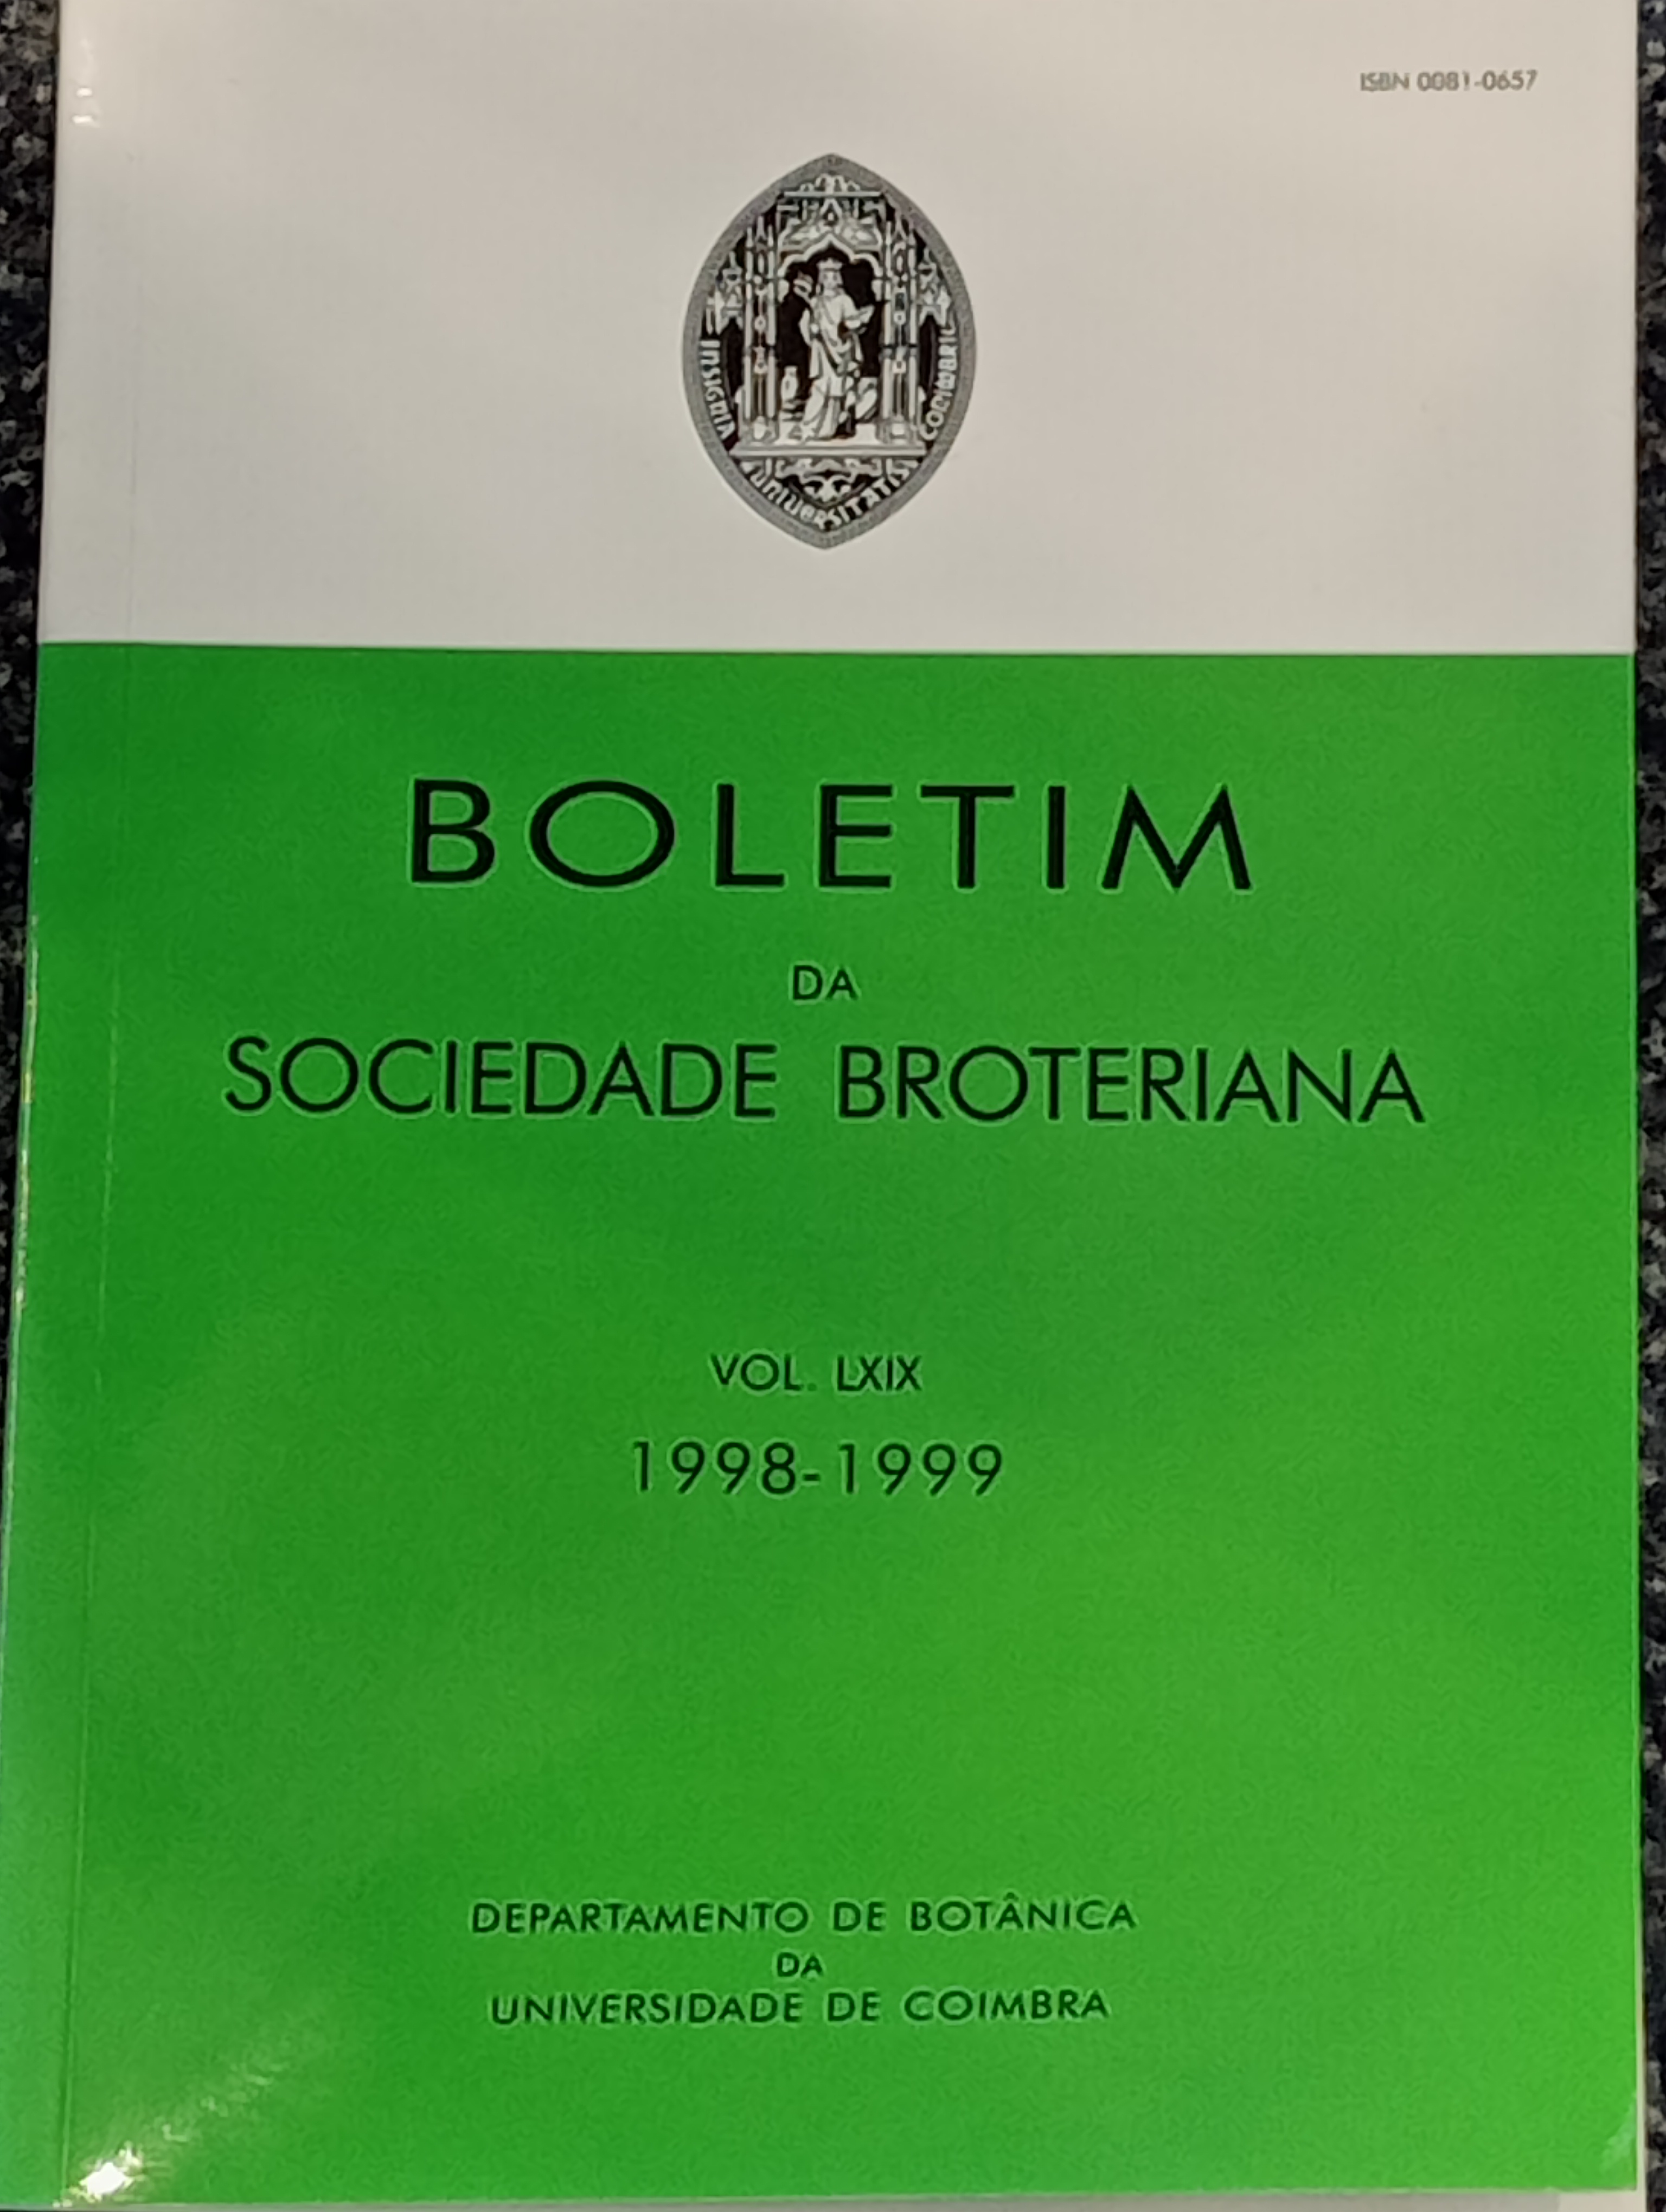 ISBN 0081-0657
INSIGNIA
UNIVERSITATIS
BOLETIM
DA
SOCIEDADE BROTERIANA
VOL. LXIX
1998-1999
DEPARTAMENTO DE BOTÂNICA
DA
UNIVERSIDADE DE COIMBRA